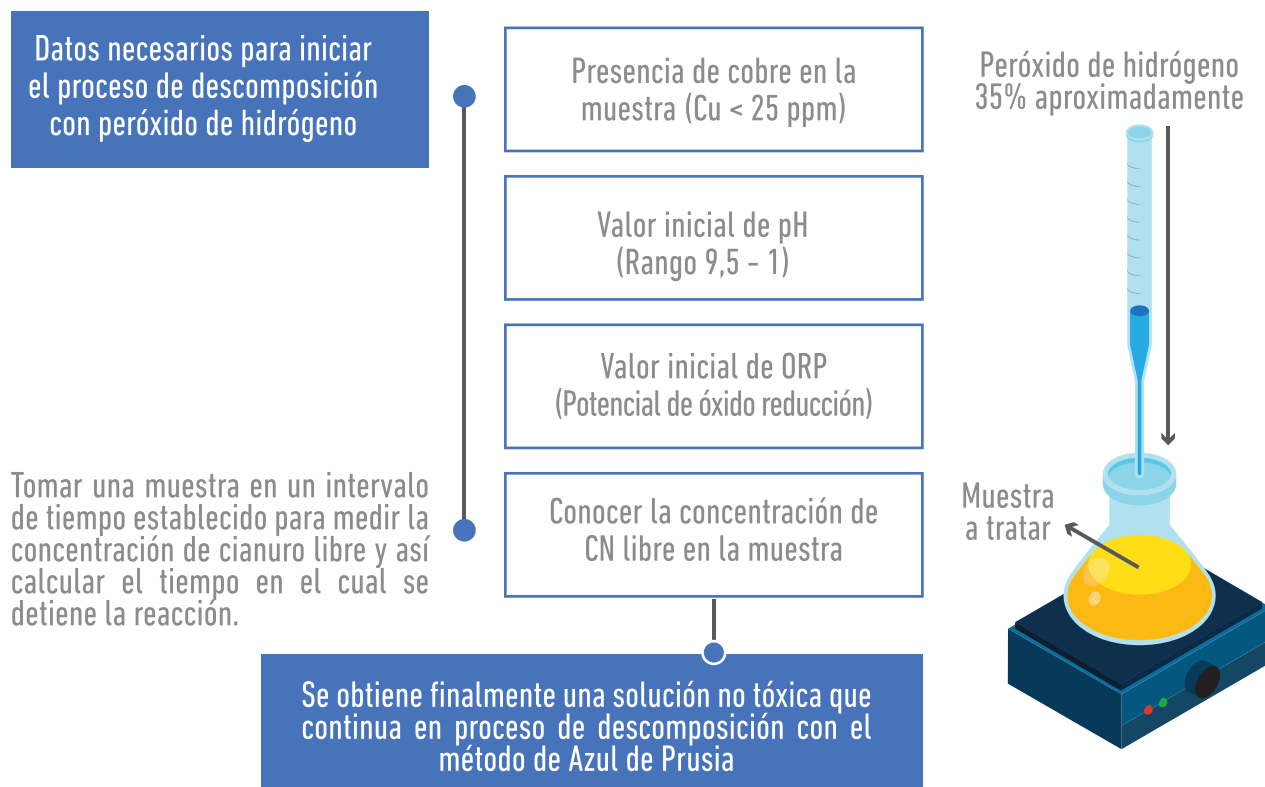 Datos necesarios para iniciar
el proceso de descomposición
con peróxido de hidrógeno
Presencia de cobre en la
muestra (Cu < 25 ppm)
Valor inicial de pH
(Rango 9,5 - 1)
Valor inicial de ORP
(Potencial de óxido reducción)
Conocer la concentración de
CN libre en la muestra
Tomar una muestra en un intervalo
de tiempo establecido para medir la
concentración de cianuro libre y así
calcular el tiempo en el cual se
detiene la reacción.
Se obtiene finalmente una solución no tóxica que
continua en proceso de descomposición con el
método de Azul de Prusia
Peróxido de hidrógeno
35% aproximadamente
Muestra
a tratar